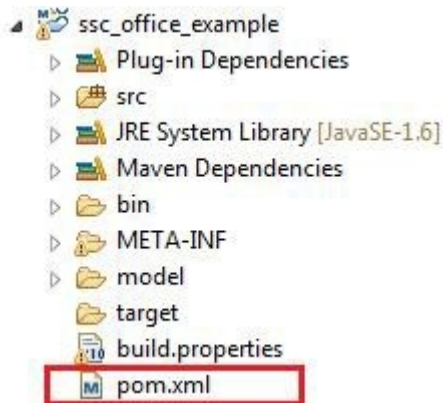 ssc_office_example
Plug-in Dependencies
src
JRE System Library [JavaSE-1.6]
Maven Dependencies
bin
META-INF
model
target
build.properties
pom.xml